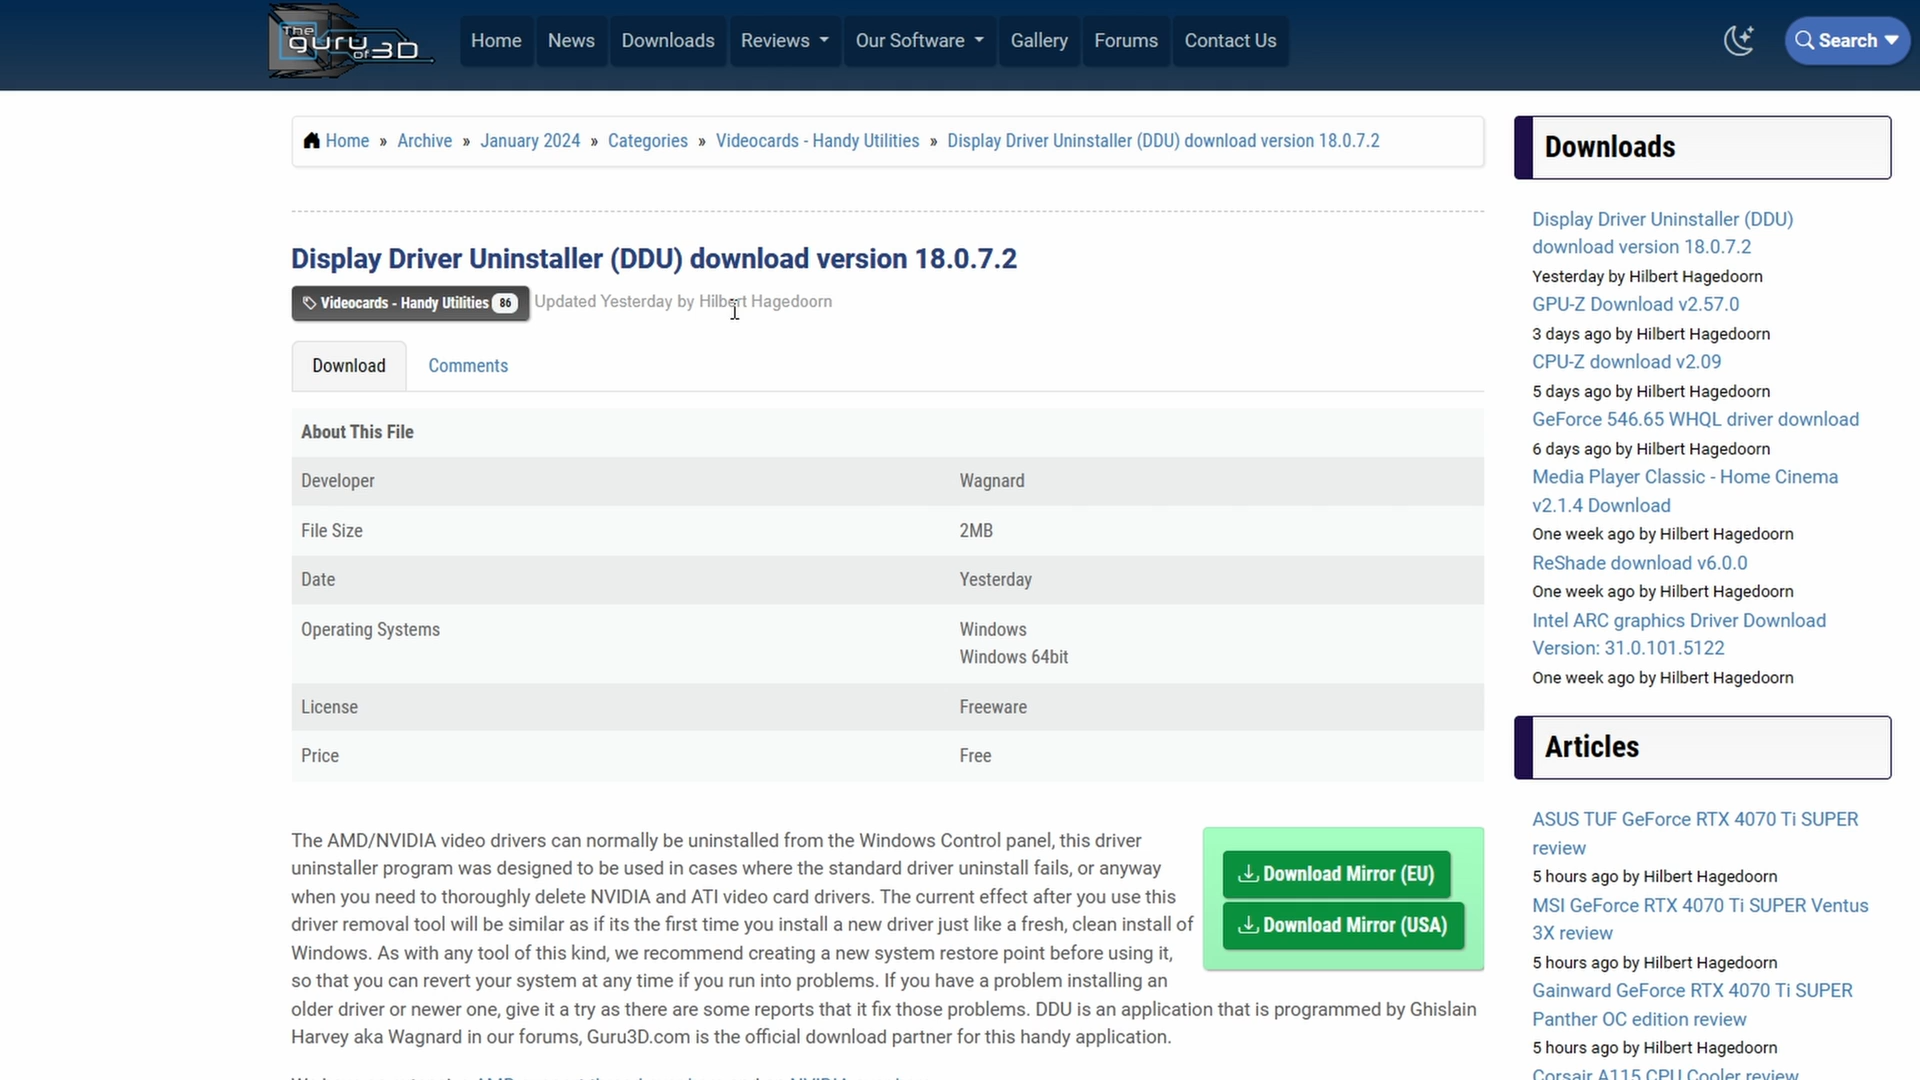 The guru of 3D
Home News Downloads Reviews Our Software Gallery Forums Contact Us
Search
Home » Archive » January 2024 » Categories » Videocards - Handy Utilities » Display Driver Uninstaller (DDU) download version 18.0.7.2
Display Driver Uninstaller (DDU) download version 18.0.7.2
Videocards - Handy Utilities 86 Updated Yesterday by Hilbert Hagedoorn
Download Comments
About This File
Developer Wagnard
File Size 2MB
Date Yesterday
Operating Systems Windows
Windows 64bit
License Freeware
Price Free
The AMD/NVIDIA video drivers can normally be uninstalled from the Windows Control panel, this driver
uninstaller program was designed to be used in cases where the standard driver uninstall fails, or anyway
when you need to thoroughly delete NVIDIA and ATI video card drivers. The current effect after you use this
driver removal tool will be similar as if its the first time you install a new driver just like a fresh, clean install of
Windows. As with any tool of this kind, we recommend creating a new system restore point before using it,
so that you can revert your system at any time if you run into problems. If you have a problem installing an
older driver or newer one, give it a try as there are some reports that it fix those problems. DDU is an application that is programmed by Ghislain
Harvey aka Wagnard in our forums, Guru3D.com is the official download partner for this handy application.
Download Mirror (EU)
Download Mirror (USA)
Downloads
Display Driver Uninstaller (DDU)
download version 18.0.7.2
Yesterday by Hilbert Hagedoorn
GPU-Z Download v2.57.0
3 days ago by Hilbert Hagedoorn
CPU-Z download v2.09
5 days ago by Hilbert Hagedoorn
GeForce 546.65 WHQL driver download
6 days ago by Hilbert Hagedoorn
Media Player Classic - Home Cinema
v2.1.4 Download
One week ago by Hilbert Hagedoorn
ReShade download v6.0.0
One week ago by Hilbert Hagedoorn
Intel ARC graphics Driver Download
Version: 31.0.101.5122
One week ago by Hilbert Hagedoorn
Articles
ASUS TUF GeForce RTX 4070 Ti SUPER
review
5 hours ago by Hilbert Hagedoorn
MSI GeForce RTX 4070 Ti SUPER Ventus
3X review
5 hours ago by Hilbert Hagedoorn
Gainward GeForce RTX 4070 Ti SUPER
Panther OC edition review
5 hours ago by Hilbert Hagedoorn
Corsair A115 CPU Cooler review